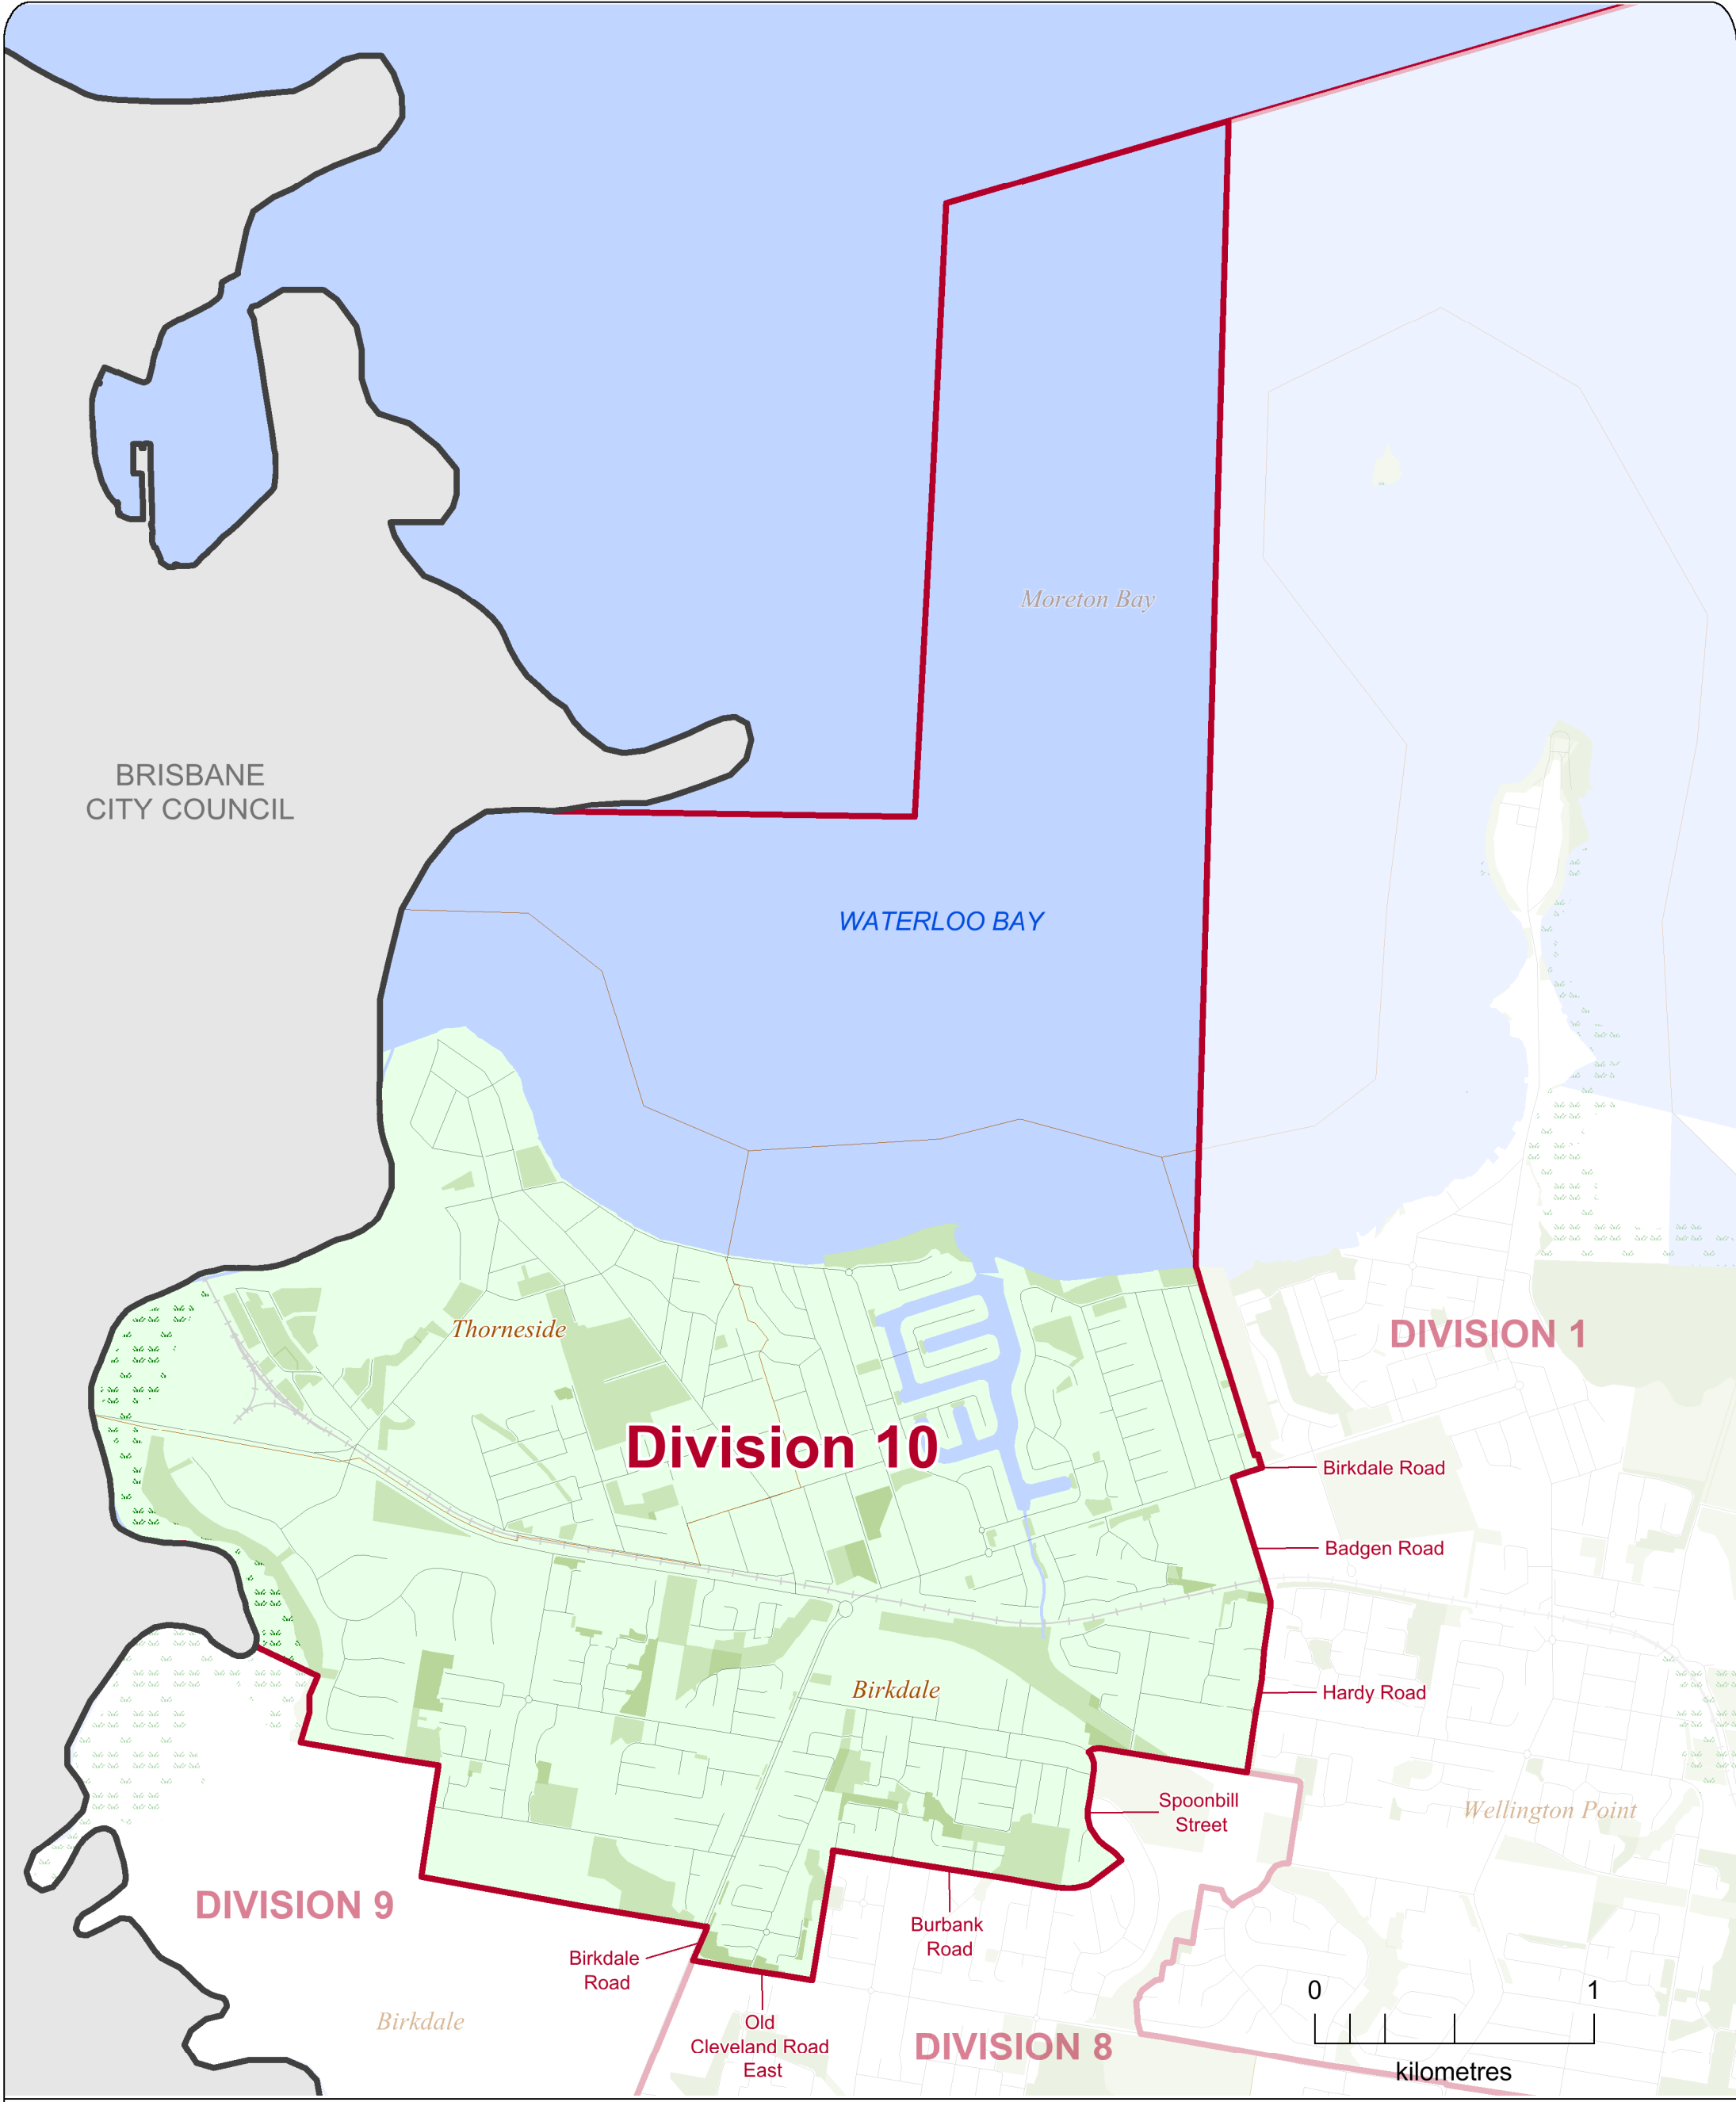 Moreton Bay
BRISBANE
CITY COUNCIL
WATERLOO BAY
Thorneside
DIVISION 1
Division 10
Birkdale Road
Badgen Road
Birkdale
Hardy Road
Spoonbill
Street
Wellington Point
DIVISION 9
Burbank
Road
Birkdale
Road
Old
Cleveland Road
East
Birkdale
DIVISION 8
0 1
kilometres